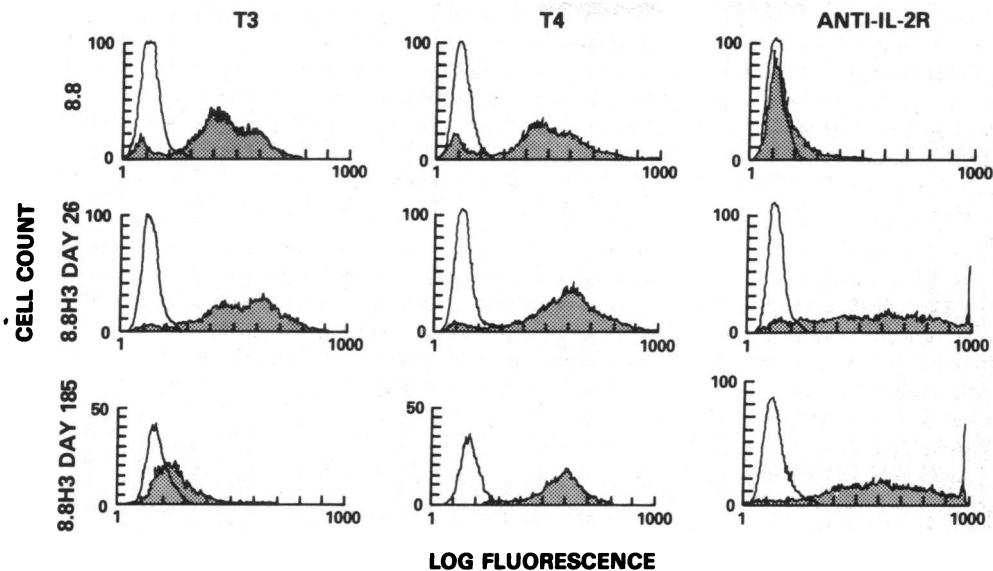 T3 T4 ANTI-IL-2R
CELL COUNT
8.8
100 100 100
0 0 0
1 1000 1 1000 1 1000
8.8H3 DAY 26
100 100 100
0 0 0
1 1000 1 1000 1 1000
8.8H3 DAY 185
50 50 100
0 0 0
1 1000 1 1000 1 1000
LOG FLUORESCENCE